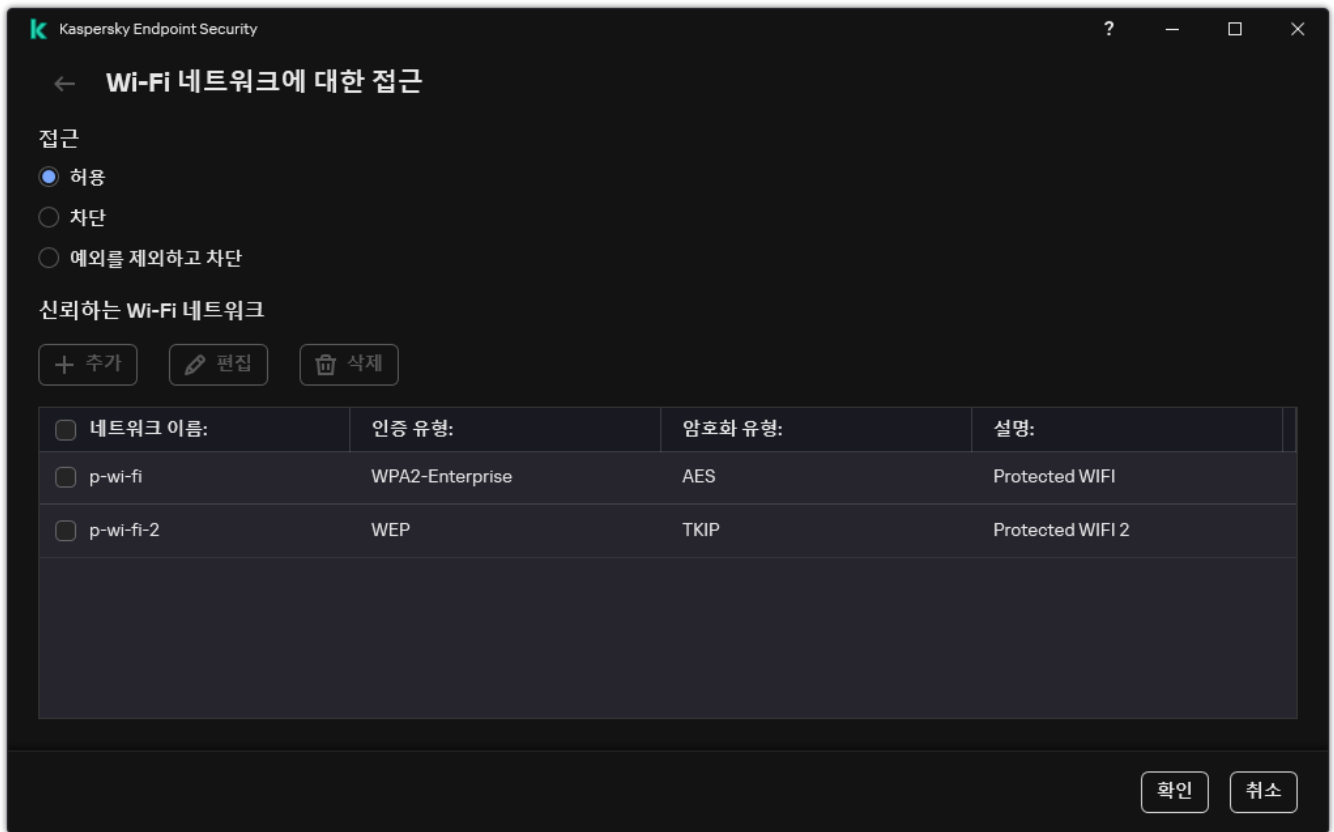 Kaspersky Endpoint Security ?
Wi-Fi 네트워크에 대한 접근
접근
허용
차단
예외를 제외하고 차단
신뢰하는 Wi-Fi 네트워크
추가 편집 삭제
네트워크 이름: 인증 유형: 암호화 유형: 설명:
p-wi-fi WPA2-Enterprise AES Protected WIFI
p-wi-fi-2 WEP TKIP Protected WIFI 2
확인 취소